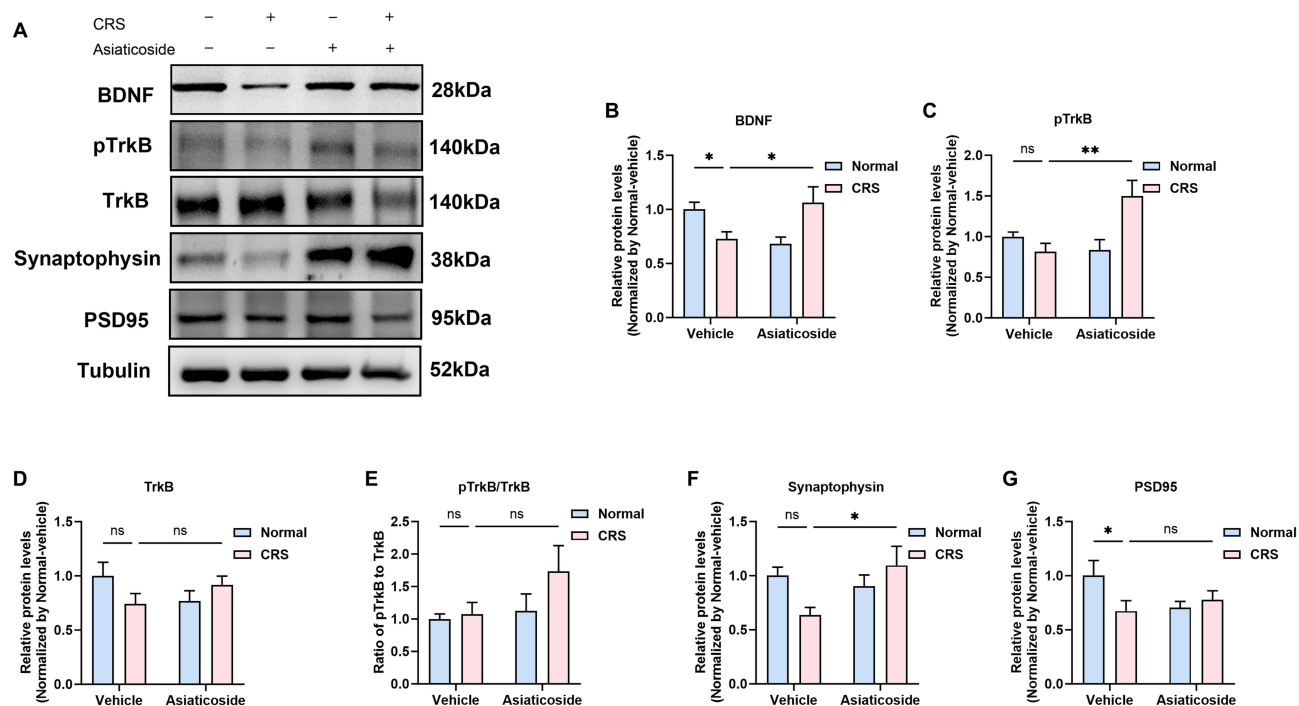 A
CRS − + − +
Asiaticoside − − + +
BDNF 28kDa
pTrkB 140kDa
TrkB 140kDa
Synaptophysin 38kDa
PSD95 95kDa
Tubulin 52kDa
B
BDNF
Relative protein levels
(Normalized by Normal-vehicle)
1.5
1.0
0.5
0.0
* *
Normal
CRS
Vehicle Asiaticoside
C
pTrkB
Relative protein levels
(Normalized by Normal-vehicle)
2.0
1.5
1.0
0.5
0.0
ns **
Normal
CRS
Vehicle Asiaticoside
D
TrkB
Relative protein levels
(Normalized by Normal-vehicle)
1.5
1.0
0.5
0.0
ns ns
Normal
CRS
Vehicle Asiaticoside
E
pTrkB/TrkB
Ratio of pTrkB to TrkB
2.5
2.0
1.5
1.0
0.5
0.0
ns ns
Normal
CRS
Vehicle Asiaticoside
F
Synaptophysin
Relative protein levels
(Normalized by Normal-vehicle)
1.5
1.0
0.5
0.0
ns *
Normal
CRS
Vehicle Asiaticoside
G
PSD95
Relative protein levels
(Normalized by Normal-vehicle)
1.5
1.0
0.5
0.0
* ns
Normal
CRS
Vehicle Asiaticoside